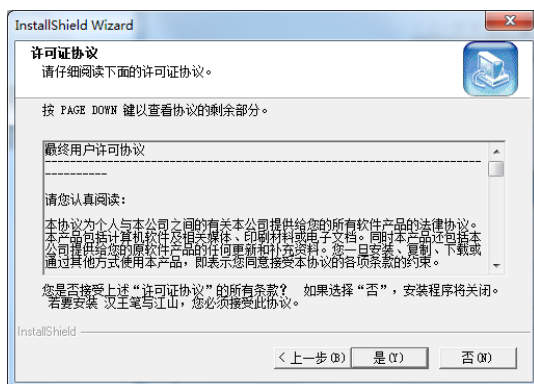 InstallShield Wizard
许可证协议
请仔细阅读下面的许可证协议。
按 PAGE DOWN 键以查看协议的剩余部分。
最终用户许可协议
--------------------------------------------------------------
----------
请您认真阅读:
本协议为个人与本公司之间的有关本公司提供给您的所有软件产品的法律协议。
本产品包括计算机软件及相关媒体、印刷材料或电子文档。同时本产品还包括本
公司提供给您的原软件产品的任何更新和补充资料。您一旦安装、复制、下载或
通过其他方式使用本产品，即表示您同意接受本协议的各项条款的约束。
您是否接受上述“许可证协议”的所有条款？ 如果选择“否”，安装程序将关闭。
若要安装 汉王笔写江山，您必须接受此协议。
InstallShield
< 上一步(B) 是(Y) 否(N)